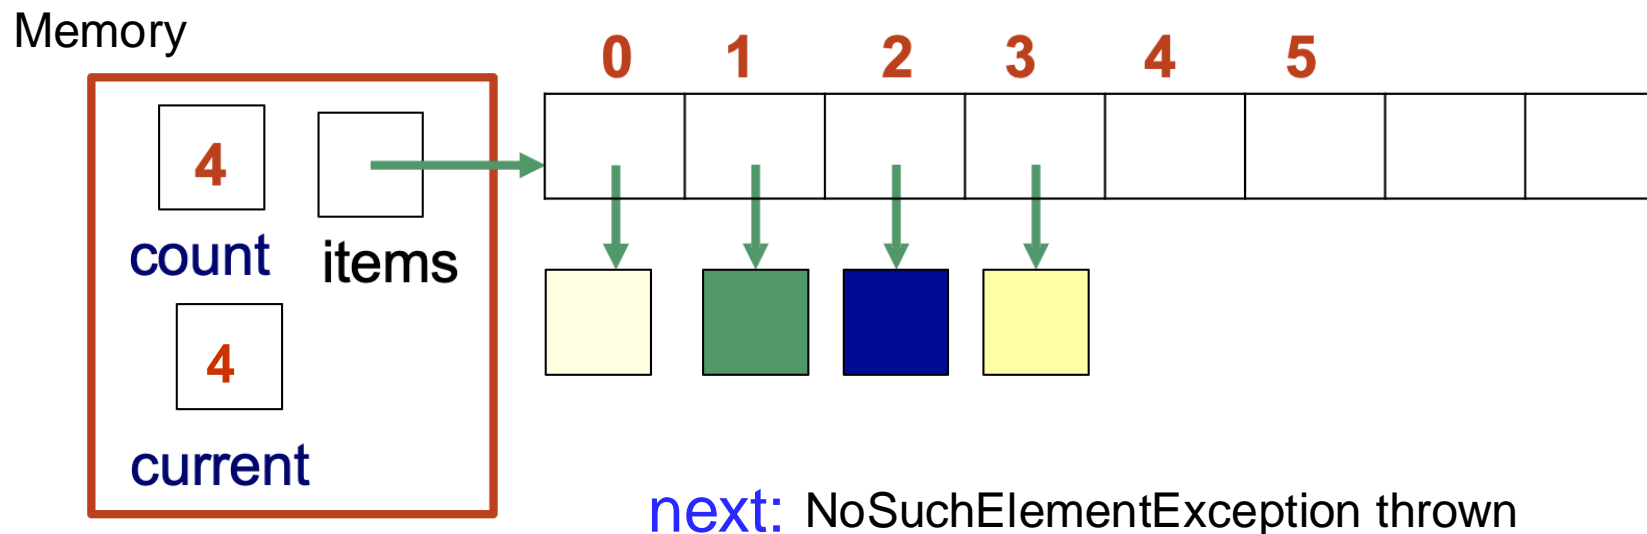 Memory
0 1 2 3 4 5
4
count items
4
current
next: NoSuchElementException thrown